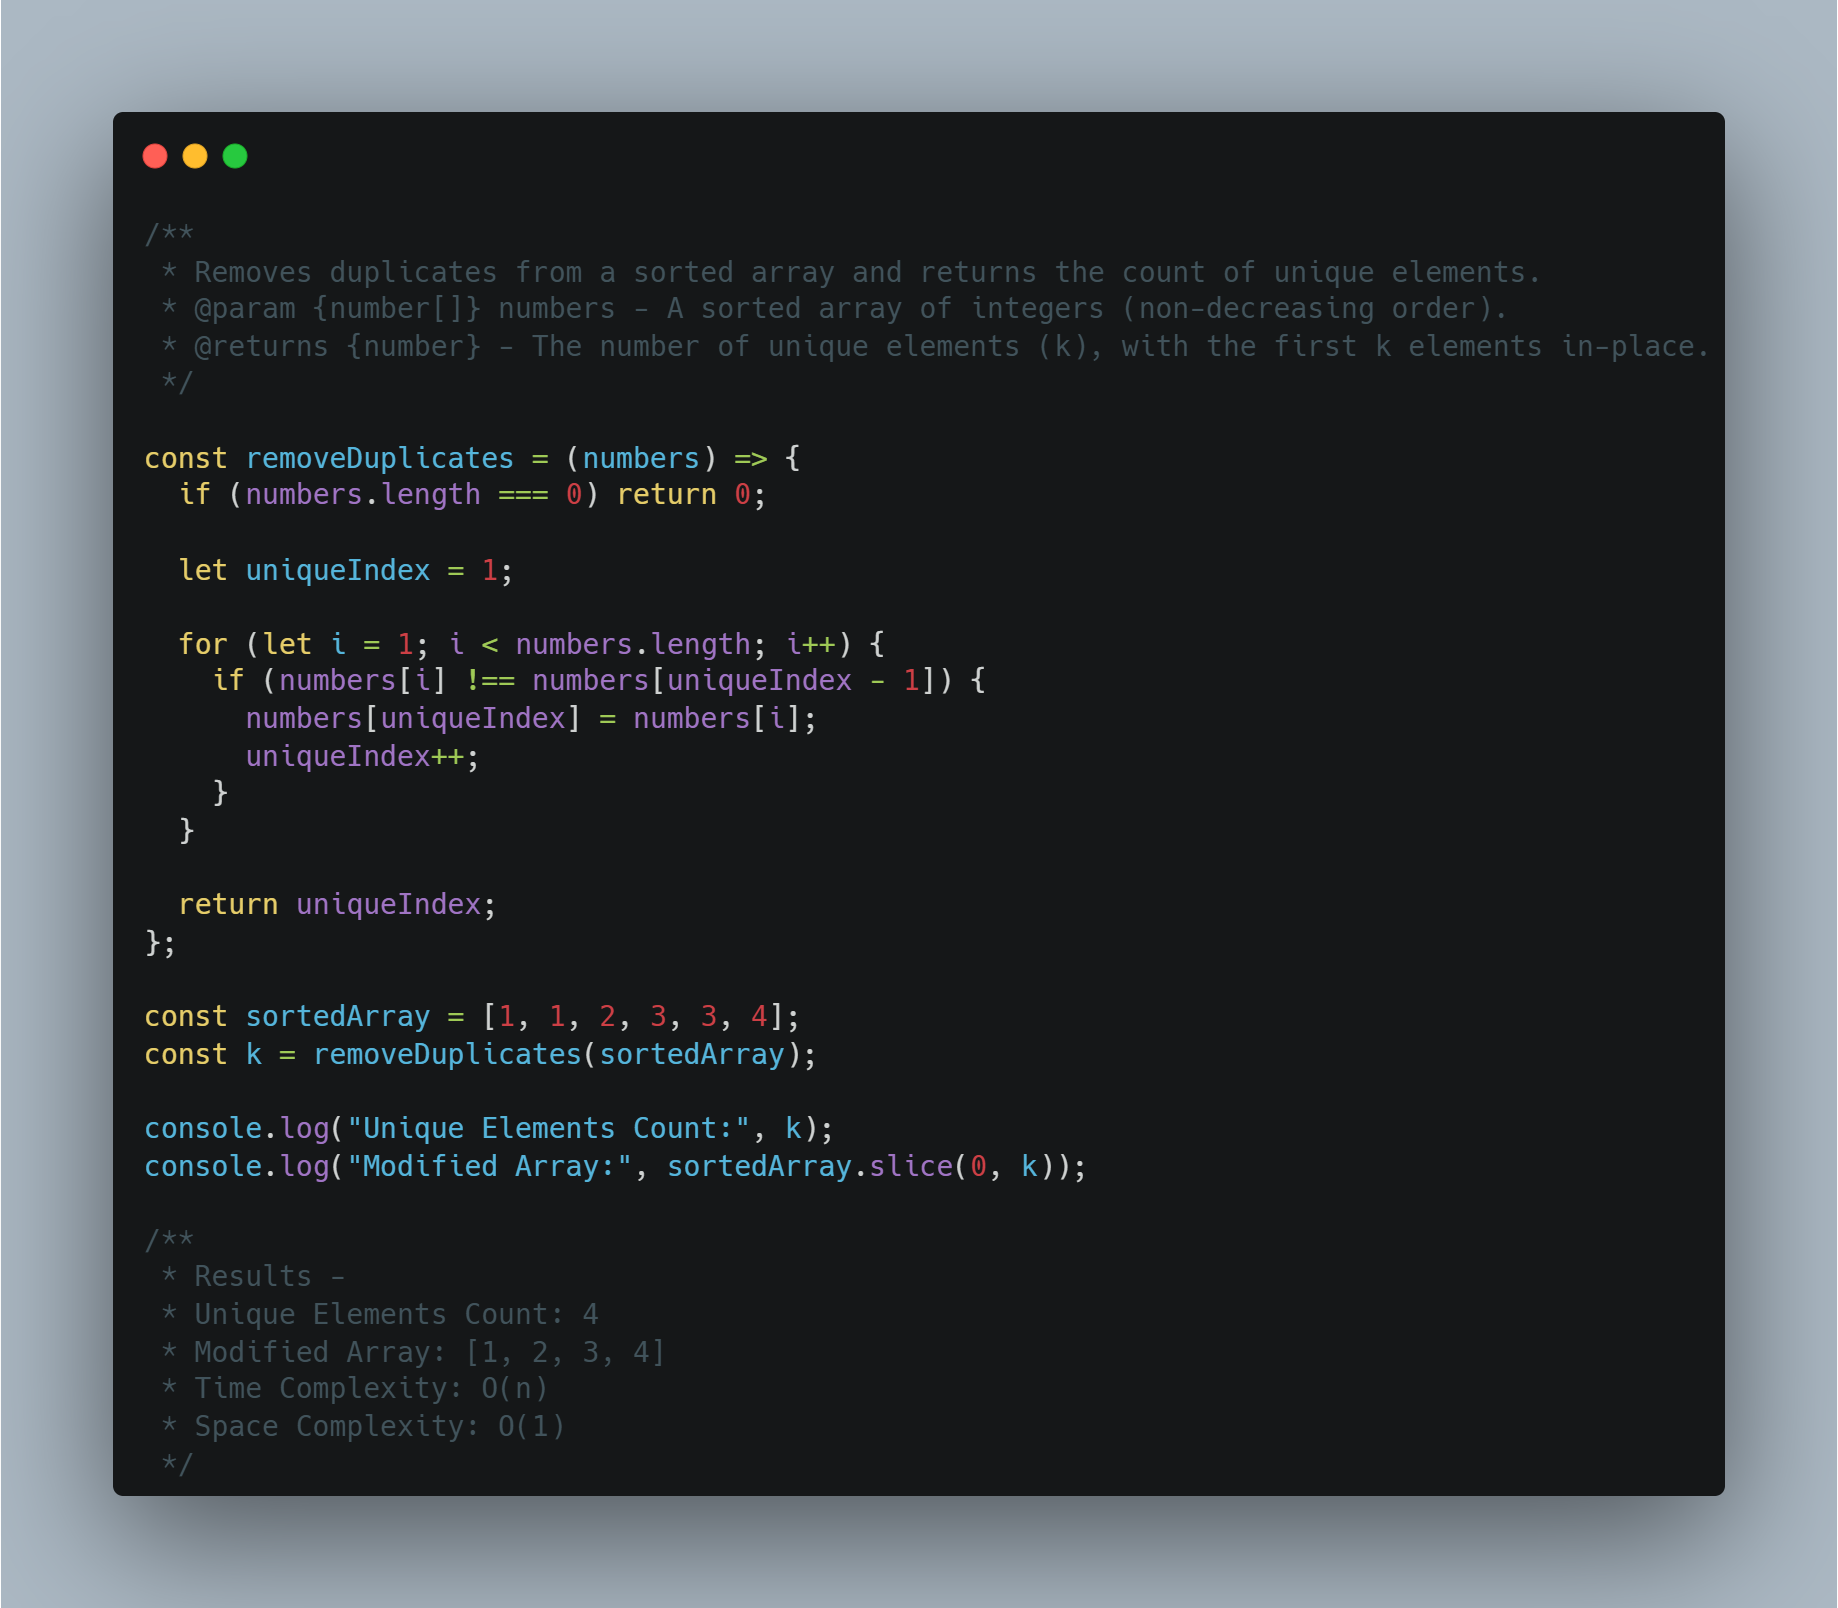 /**
 * Removes duplicates from a sorted array and returns the count of unique elements.
 * @param {number[]} numbers - A sorted array of integers (non-decreasing order).
 * @returns {number} - The number of unique elements (k), with the first k elements in-place.
 */
const removeDuplicates = (numbers) => {
  if (numbers.length === 0) return 0;
  let uniqueIndex = 1;
  for (let i = 1; i < numbers.length; i++) {
    if (numbers[i] !== numbers[uniqueIndex - 1]) {
      numbers[uniqueIndex] = numbers[i];
      uniqueIndex++;
    }
  }
  return uniqueIndex;
};
const sortedArray = [1, 1, 2, 3, 3, 4];
const k = removeDuplicates(sortedArray);
console.log("Unique Elements Count:", k);
console.log("Modified Array:", sortedArray.slice(0, k));
/**
 * Results -
 * Unique Elements Count: 4
 * Modified Array: [1, 2, 3, 4]
 * Time Complexity: O(n)
 * Space Complexity: O(1)
 */